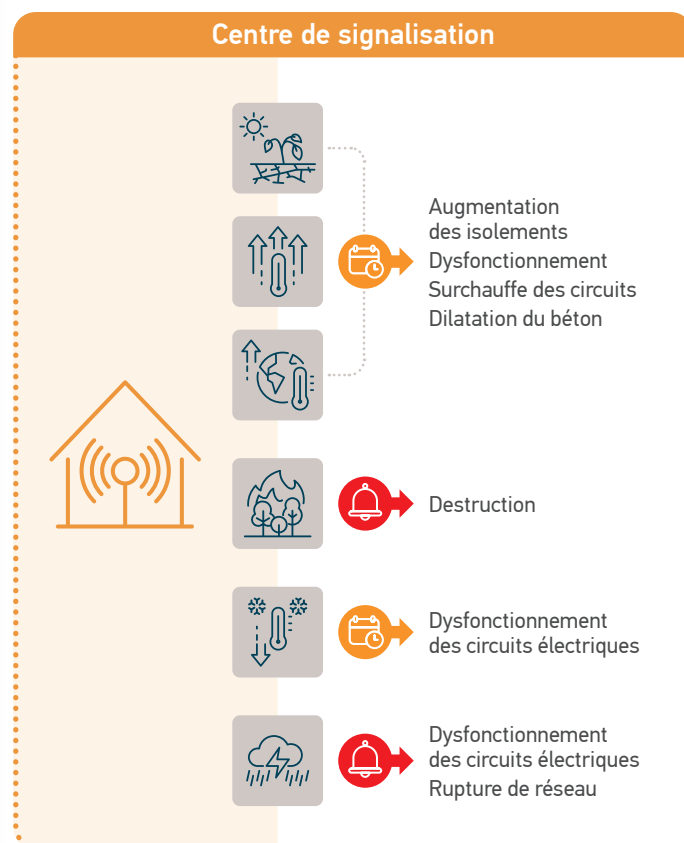 Centre de signalisation
Augmentation
des isolements
Dysfonctionnement
Surchauffe des circuits
Dilatation du béton
Destruction
Dysfonctionnement
des circuits électriques
Dysfonctionnement
des circuits électriques
Rupture de réseau